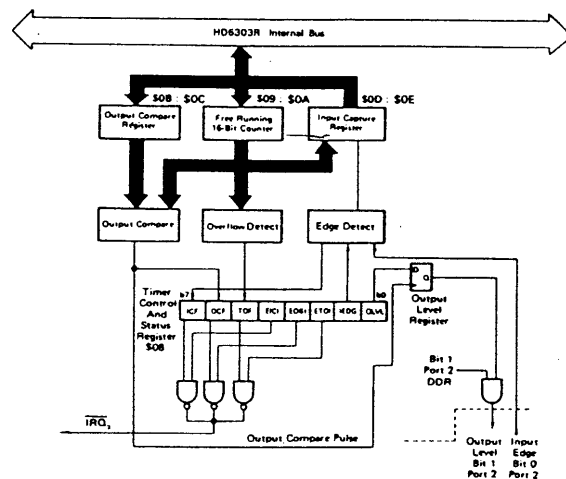 HD6303R Internal Bus
$0B : $0C
$09 : $0A
$0D : $0E
Output Compare
Register
Free Running
16-Bit Counter
Input Capture
Register
Output Compare
Overflow Detect
Edge Detect
b7
b0
Timer
Control
And
Status
Register
$08
ICF
OCF
TOF
EICI
EOCI
ETOI
IEDG
OLVL
D
Q
Output
Level
Register
Bit 1
Port 2
DDR
IRQ₂
Output Compare Pulse
Output
Level
Bit 1
Port 2
Input
Edge
Bit 0
Port 2